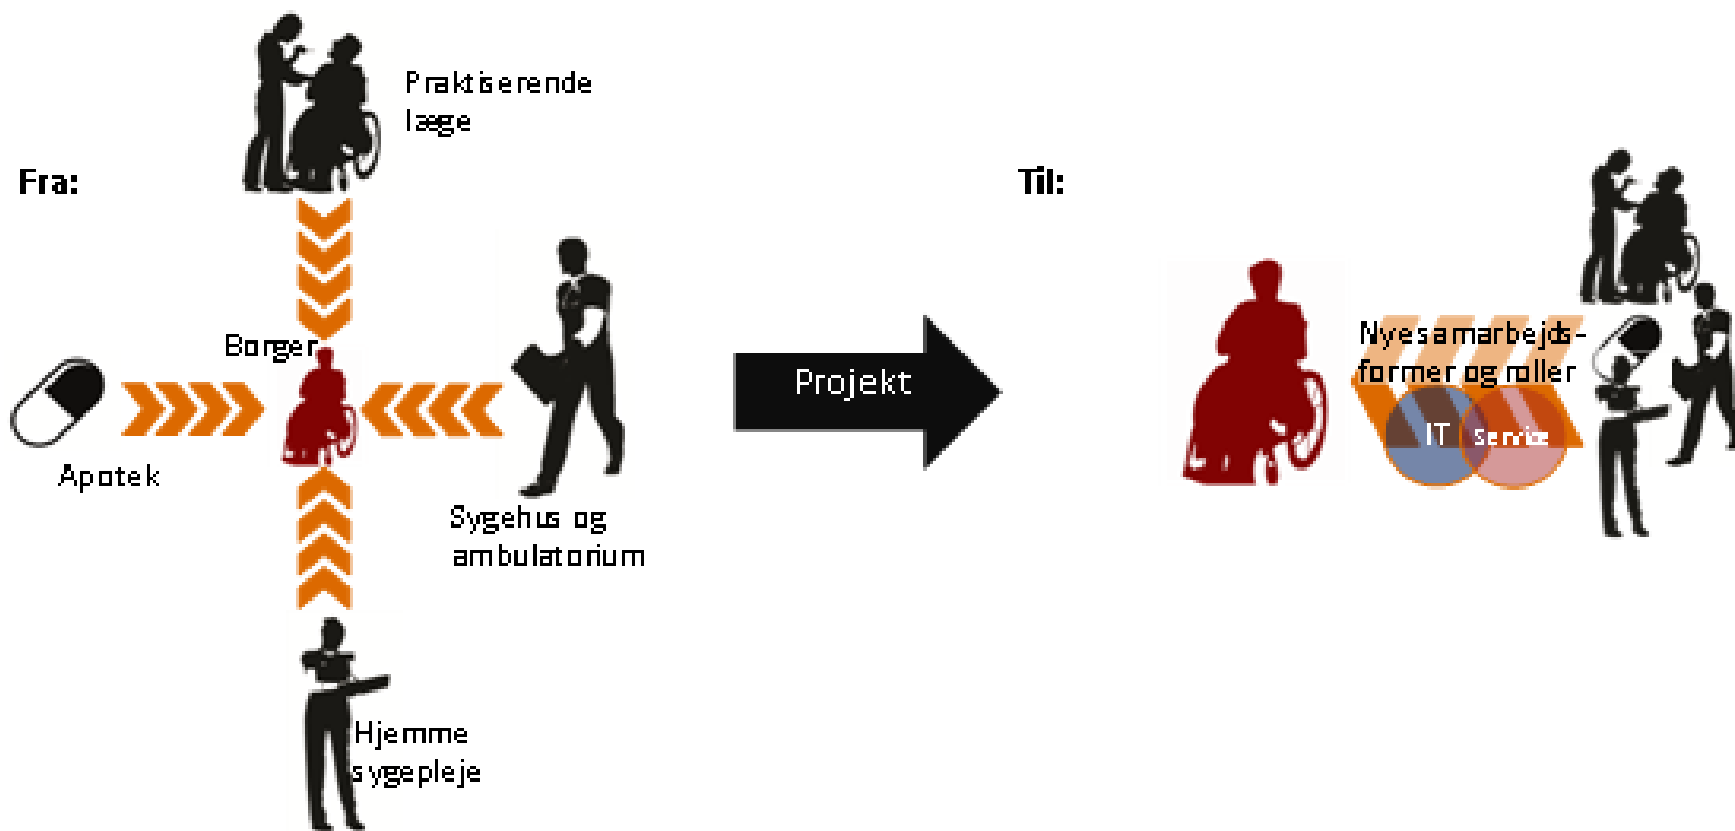 Praktiserende
læge
Fra:
Til:
Borger
Nye samarbejds-
former og roller
Projekt
IT
Service
Apotek
Sygehus og
ambulatorium
Hjemme
sygepleje